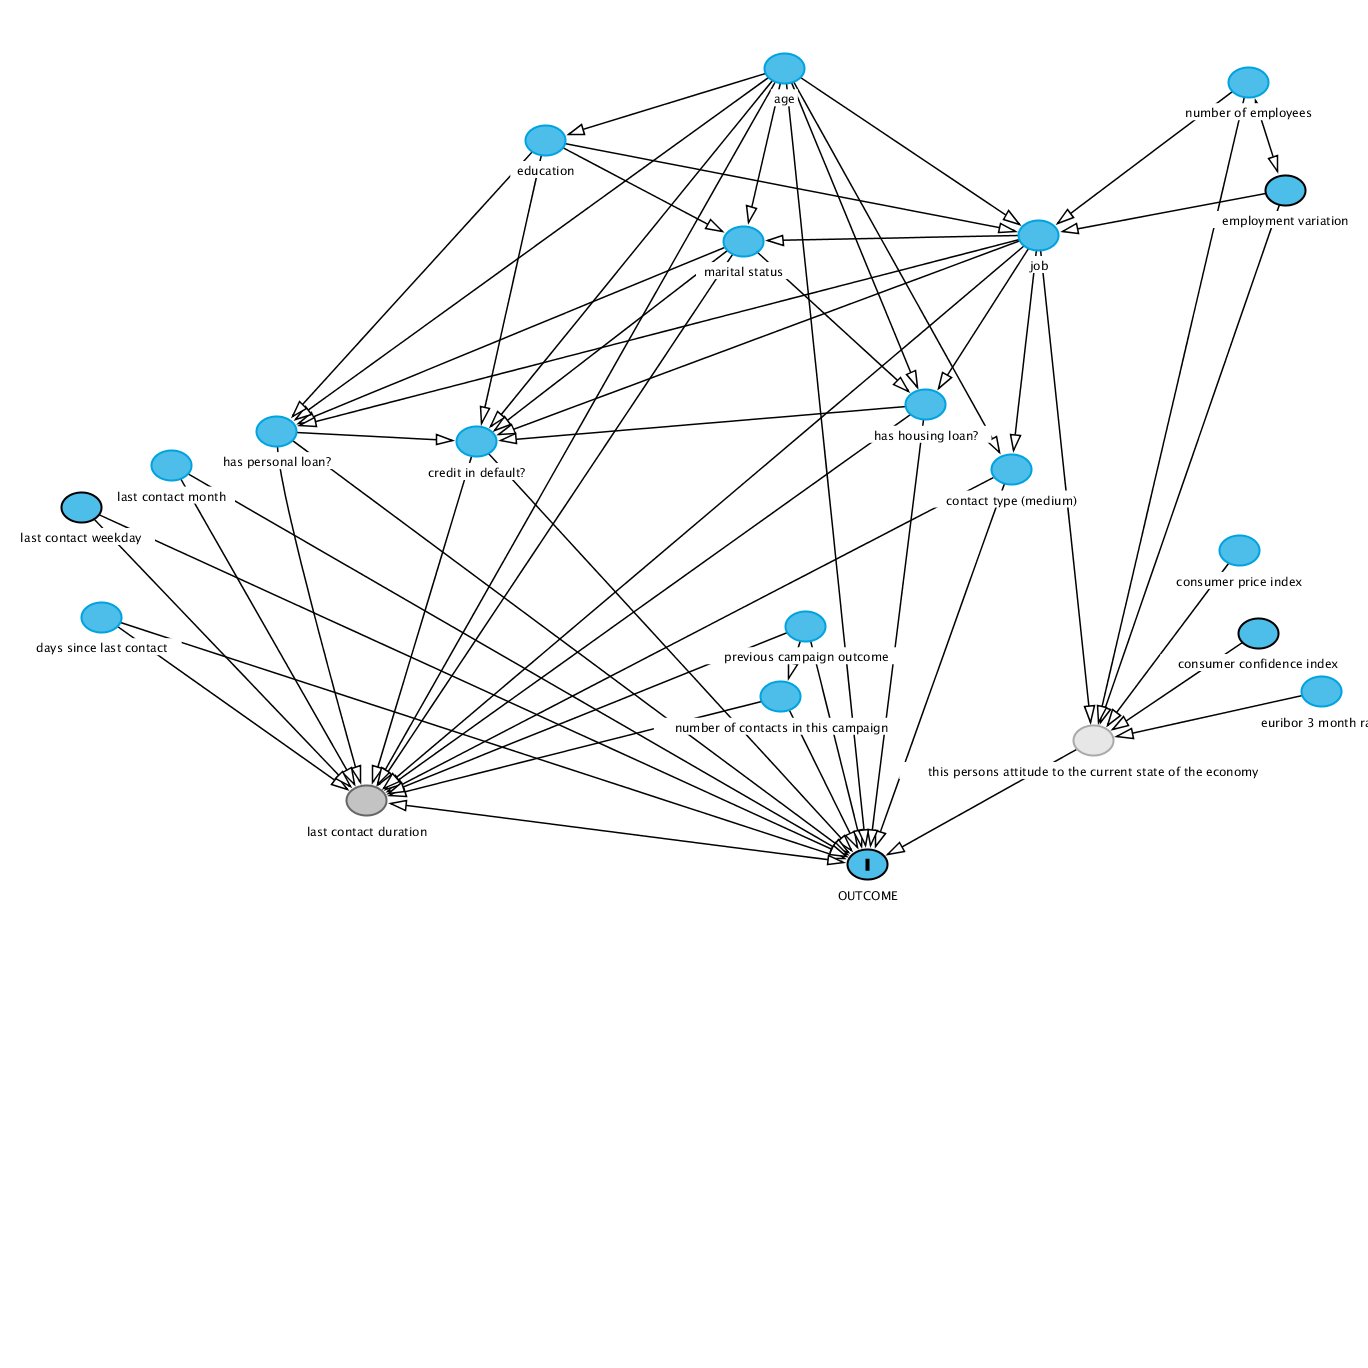 age
number of employees
education
employment variation
marital status
job
has housing loan?
has personal loan?
credit in default?
last contact month
contact type (medium)
last contact weekday
consumer price index
days since last contact
previous campaign outcome
consumer confidence index
number of contacts in this campaign
euribor 3 month ra
this persons attitude to the current state of the economy
last contact duration
OUTCOME